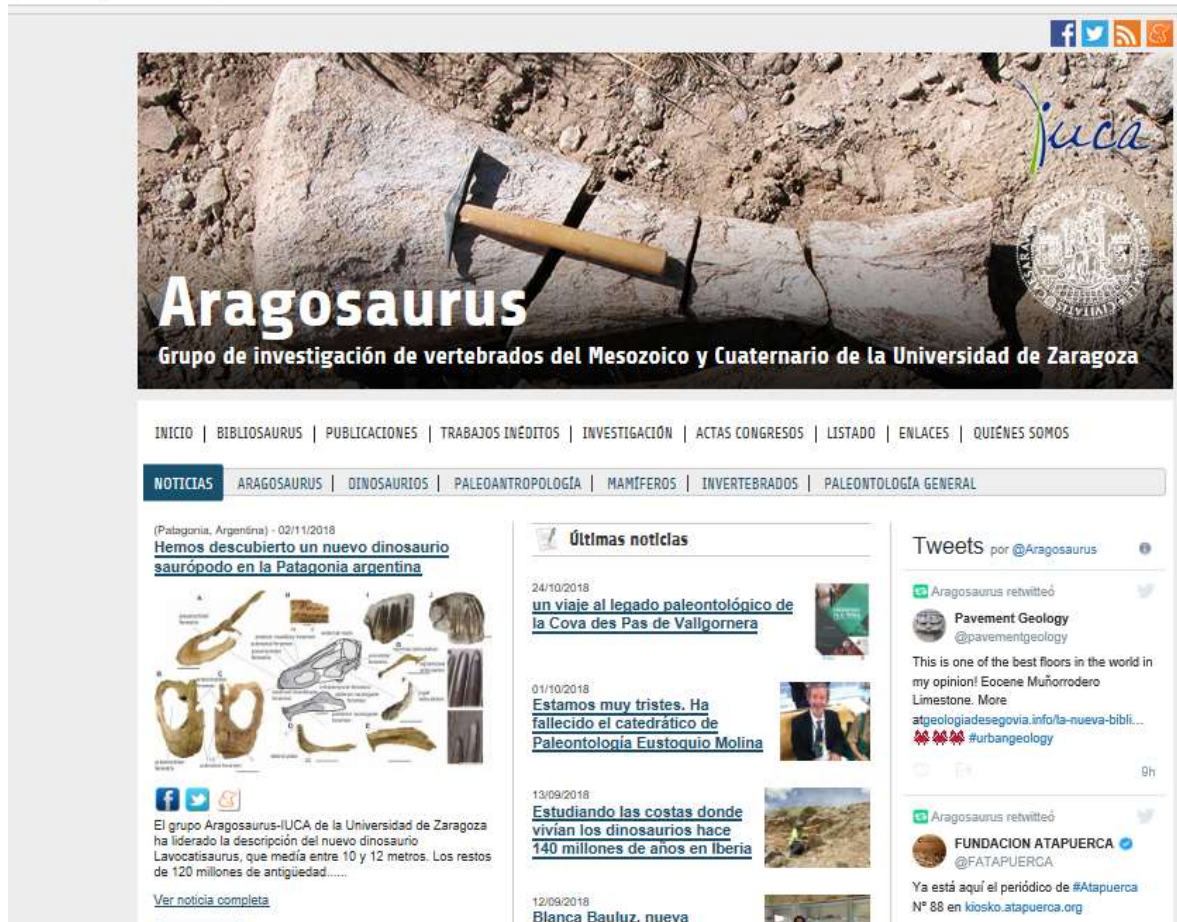 iuca
Aragosaurus
Grupo de investigación de vertebrados del Mesozoico y Cuaternario de la Universidad de Zaragoza
INICIO | BIBLIOSAURUS | PUBLICACIONES | TRABAJOS INÉDITOS | INVESTIGACIÓN | ACTAS CONGRESOS | LISTADO | ENLACES | QUIÉNES SOMOS
NOTICIAS ARAGOSAURUS | DINOSAURIOS | PALEOANTROPOLOGÍA | MAMÍFEROS | INVERTEBRADOS | PALEONTOLOGÍA GENERAL
(Patagonia, Argentina) - 02/11/2018
Hemos descubierto un nuevo dinosaurio
saurópodo en la Patagonia argentina
El grupo Aragosaurus-IUCA de la Universidad de Zaragoza
ha liderado la descripción del nuevo dinosaurio
Lavocatisaurus, que medía entre 10 y 12 metros. Los restos
de 120 millones de antigüedad......
Ver noticia completa
Últimas noticias
24/10/2018
un viaje al legado paleontológico de
la Cova des Pas de Vallgornera
01/10/2018
Estamos muy tristes. Ha
fallecido el catedrático de
Paleontología Eustoquio Molina
13/09/2018
Estudiando las costas donde
vivían los dinosaurios hace
140 millones de años en Iberia
12/09/2018
Blanca Bauluz, nueva
Tweets por @Aragosaurus
Aragosaurus retwitteó
Pavement Geology
@pavementgeology
This is one of the best floors in the world in
my opinion! Eocene Muñorrodero
Limestone. More
atgeologiadesegovia.info/la-nueva-bibli...
#urbangeology
9h
Aragosaurus retwitteó
FUNDACION ATAPUERCA
@FATAPUERCA
Ya está aquí el periódico de #Atapuerca
Nº 88 en kiosko.atapuerca.org